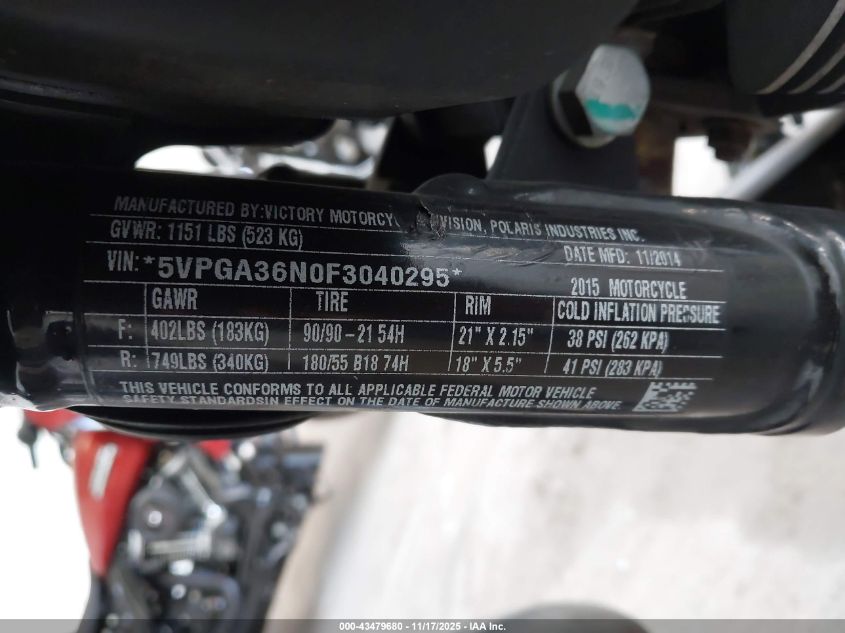 MANUFACTURED BY:VICTORY MOTORCY IVISION, POLARIS INDUSTRIES INC.
GVWR: 1151 LBS (523 KG) DATE MFD: 11/2014
VIN: *5VPGA36N0F3040295* 2015 MOTORCYCLE
GAWR TIRE RIM COLD INFLATION PRESSURE
F: 402LBS (183KG) 90/90 - 21 54H 21" X 2.15" 38 PSI (262 KPA)
R: 749LBS (340KG) 180/55 B18 74H 18" X 5.5" 41 PSI (283 KPA)
THIS VEHICLE CONFORMS TO ALL APPLICABLE FEDERAL MOTOR VEHICLE
SAFETY STANDARDSIN EFFECT ON THE DATE OF MANUFACTURE SHOWN ABOVE.
000-43479680 - 11/17/2025 - IAA Inc.